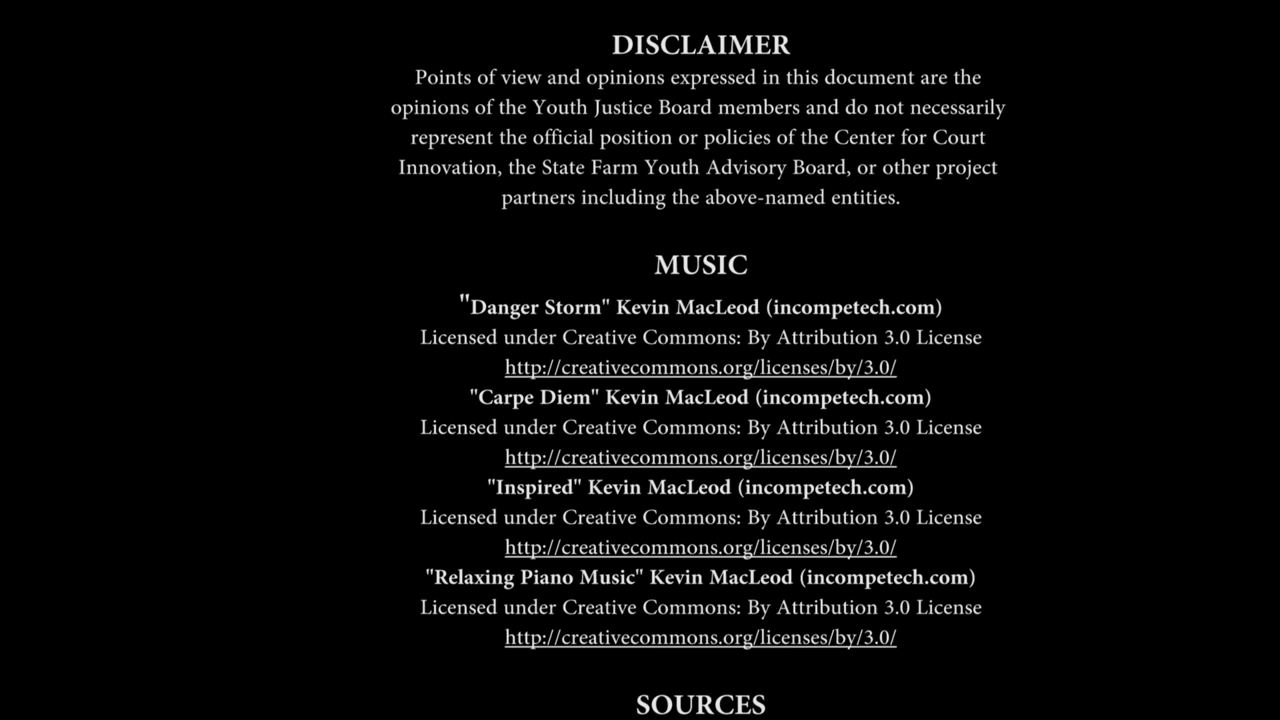 DISCLAIMER
Points of view and opinions expressed in this document are the
opinions of the Youth Justice Board members and do not necessarily
represent the official position or policies of the Center for Court
Innovation, the State Farm Youth Advisory Board, or other project
partners including the above-named entities.
MUSIC
"Danger Storm" Kevin MacLeod (incompetech.com)
Licensed under Creative Commons: By Attribution 3.0 License
http://creativecommons.org/licenses/by/3.0/
"Carpe Diem" Kevin MacLeod (incompetech.com)
Licensed under Creative Commons: By Attribution 3.0 License
http://creativecommons.org/licenses/by/3.0/
"Inspired" Kevin MacLeod (incompetech.com)
Licensed under Creative Commons: By Attribution 3.0 License
http://creativecommons.org/licenses/by/3.0/
"Relaxing Piano Music" Kevin MacLeod (incompetech.com)
Licensed under Creative Commons: By Attribution 3.0 License
http://creativecommons.org/licenses/by/3.0/
SOURCES